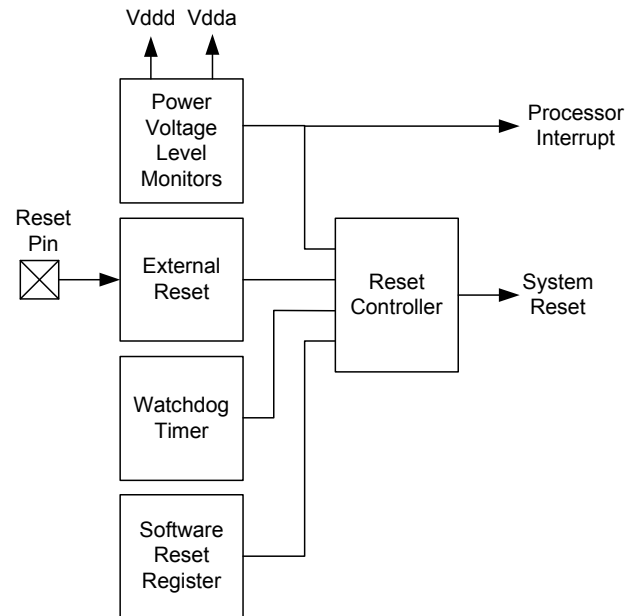 Vddd Vdda
Power
Voltage
Level
Monitors
Processor
Interrupt
Reset
Pin
External
Reset
Reset
Controller
System
Reset
Watchdog
Timer
Software
Reset
Register